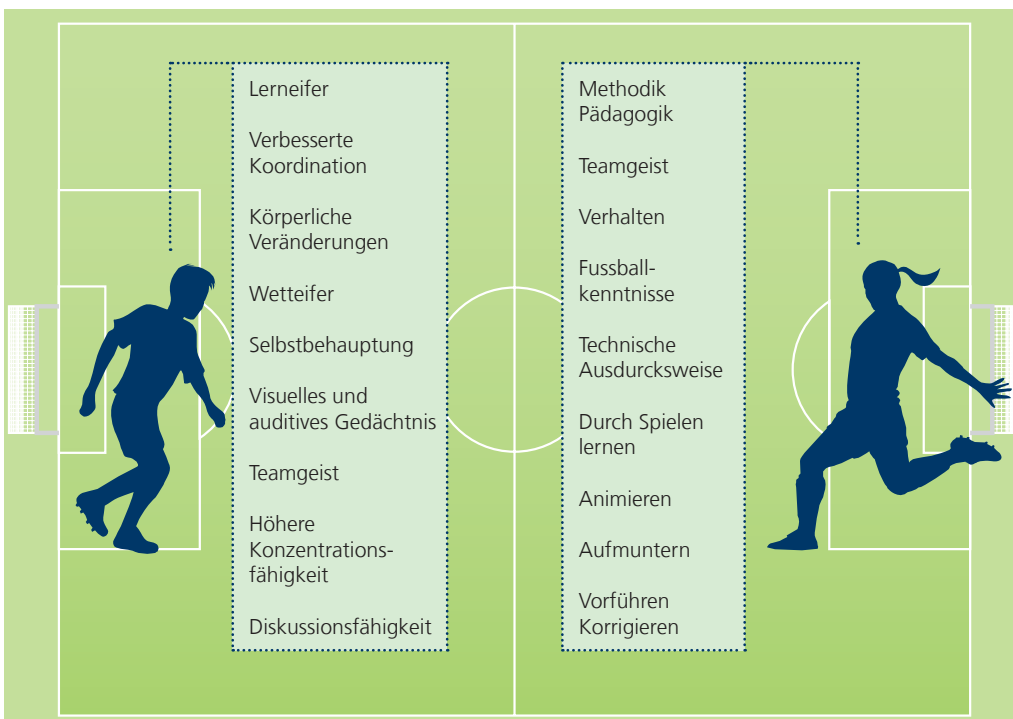 Lerneifer
Verbesserte
Koordination
Körperliche
Veränderungen
Wetteifer
Selbstbehauptung
Visuelles und
auditives Gedächtnis
Teamgeist
Höhere
Konzentrations-
fähigkeit
Diskussionsfähigkeit
Methodik
Pädagogik
Teamgeist
Verhalten
Fussball-
kenntnisse
Technische
Ausdurcksweise
Durch Spielen
lernen
Animieren
Aufmuntern
Vorführen
Korrigieren